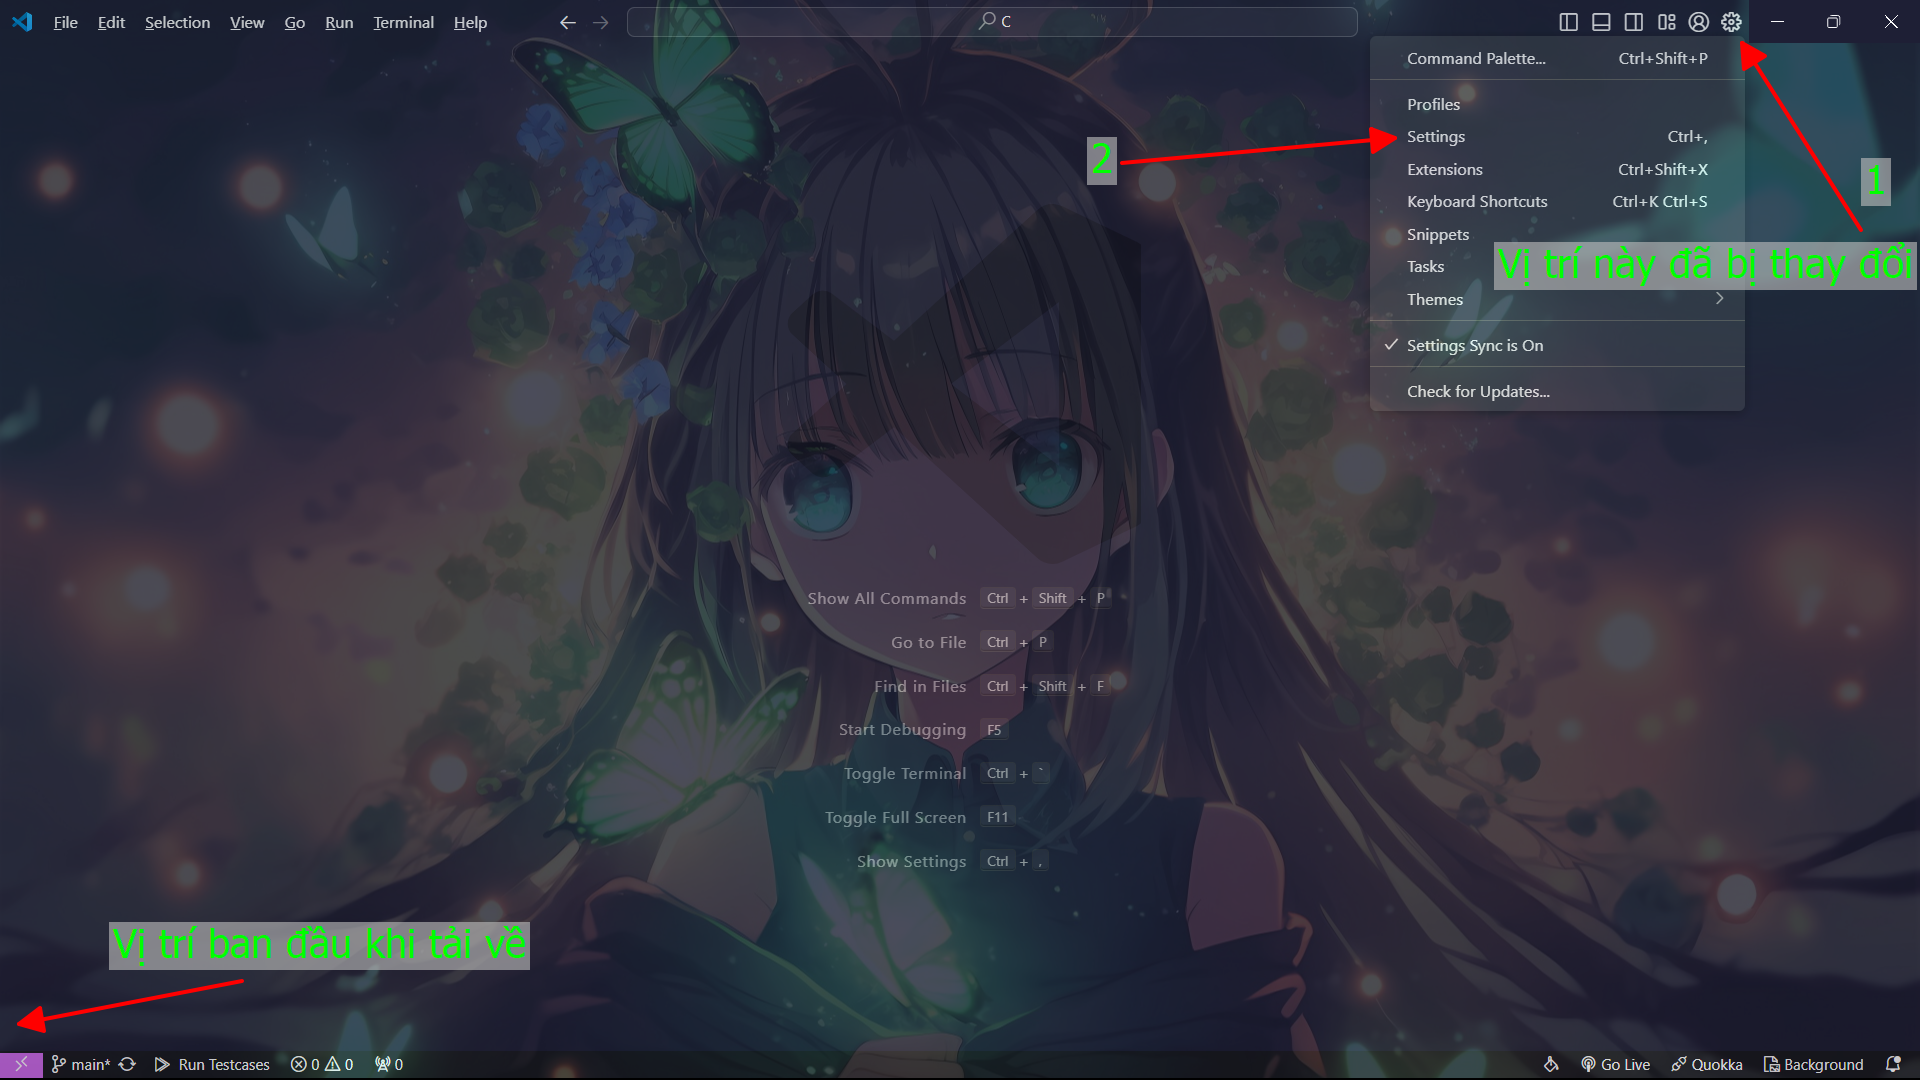 File Edit Selection View Go Run Terminal Help
C
Command Palette... Ctrl+Shift+P
Profiles
Settings Ctrl+,
Extensions Ctrl+Shift+X
Keyboard Shortcuts Ctrl+K Ctrl+S
Snippets
Tasks
Themes
Settings Sync is On
Check for Updates...
2
1
Vị trí này đã bị thay đổi
Show All Commands Ctrl + Shift + P
Go to File Ctrl + P
Find in Files Ctrl + Shift + F
Start Debugging F5
Toggle Terminal Ctrl + `
Toggle Full Screen F11
Show Settings Ctrl + ,
Vị trí ban đầu khi tải về
main* Run Testcases 0 0 0 Go Live Quokka Background